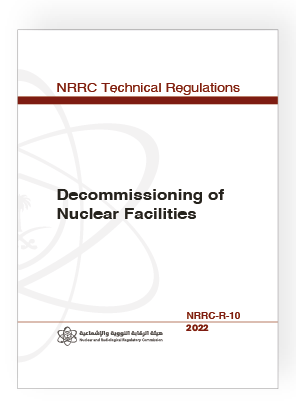 NRRC Technical Regulations
Decommissioning of
Nuclear Facilities
NRRC-R-10
2022
هيئة الرقابة النووية والإشعاعية
Nuclear and Radiological Regulatory Commission